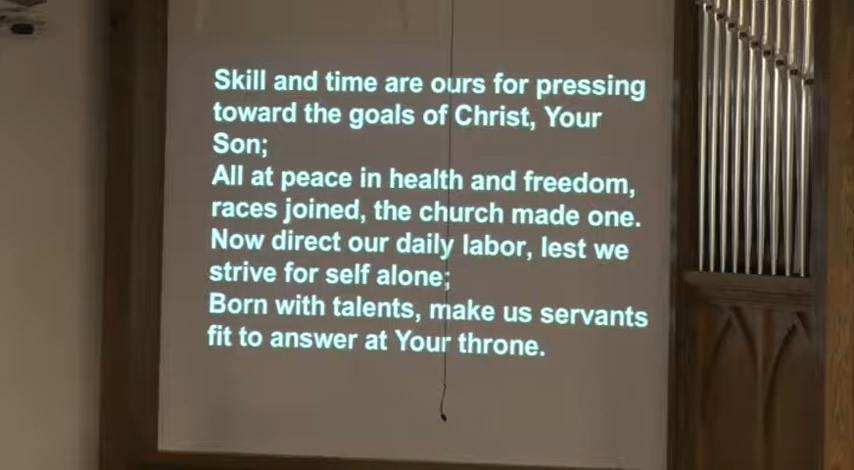 Skill and time are ours for pressing
toward the goals of Christ, Your
Son;
All at peace in health and freedom,
races joined, the church made one.
Now direct our daily labor, lest we
strive for self alone;
Born with talents, make us servants
fit to answer at Your throne.